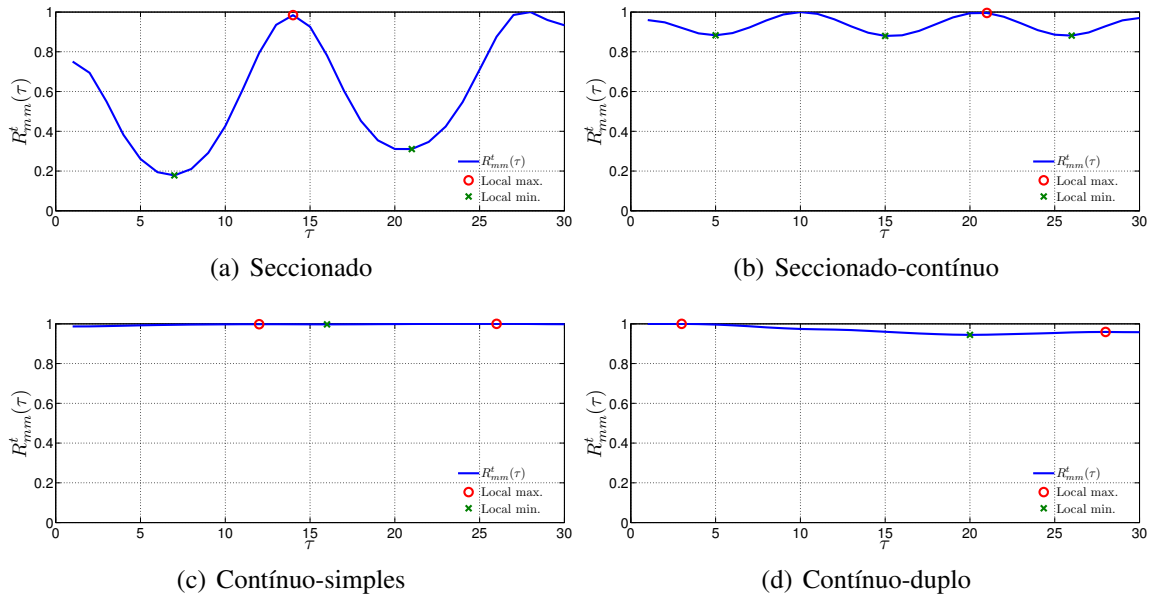 1
0.8
0.6
0.4
0.2
0
0 5 10 15 20 25 30
R^t_{mm}(τ)
τ
R^t_{mm}(τ)
Local max.
Local min.
(a) Seccionado
1
0.8
0.6
0.4
0.2
0
0 5 10 15 20 25 30
R^t_{mm}(τ)
τ
R^t_{mm}(τ)
Local max.
Local min.
(b) Seccionado-contínuo
1
0.8
0.6
0.4
0.2
0
0 5 10 15 20 25 30
R^t_{mm}(τ)
τ
R^t_{mm}(τ)
Local max.
Local min.
(c) Contínuo-simples
1
0.8
0.6
0.4
0.2
0
0 5 10 15 20 25 30
R^t_{mm}(τ)
τ
R^t_{mm}(τ)
Local max.
Local min.
(d) Contínuo-duplo